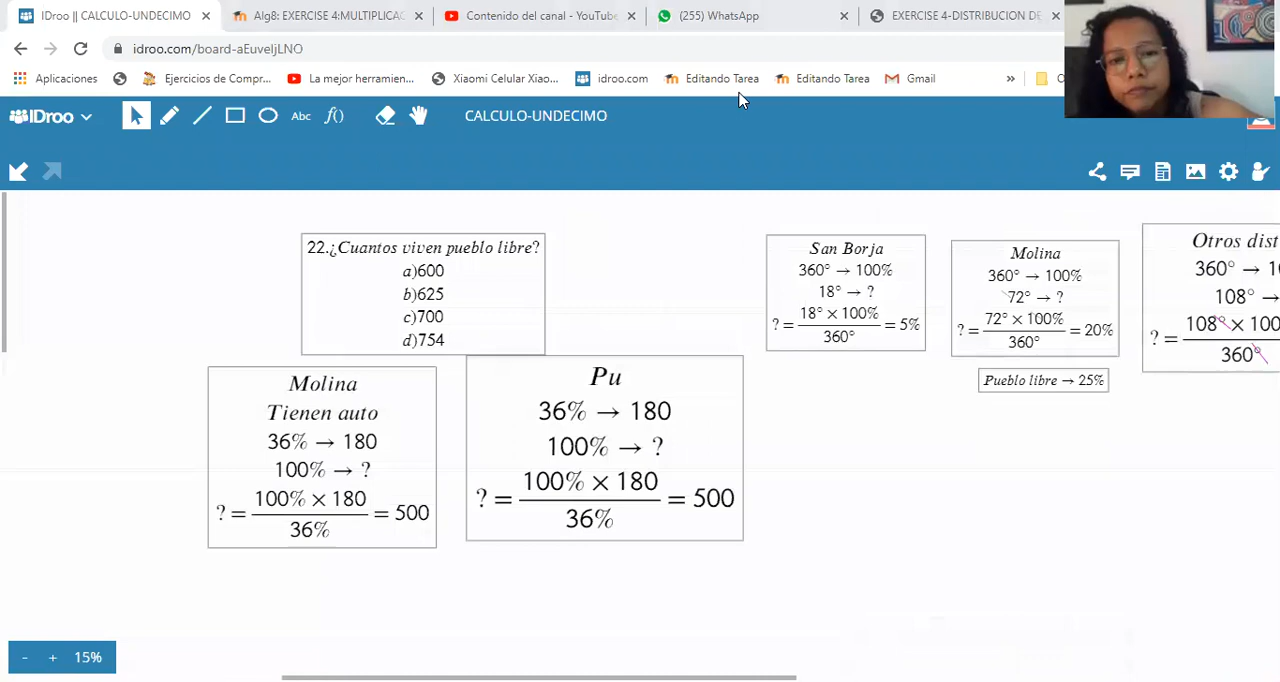 IDroo || CALCULO-UNDECIMO
Alg8: EXERCISE 4:MULTIPLICAC
Contenido del canal - YouTube
(255) WhatsApp
EXERCISE 4-DISTRIBUCION DE
idroo.com/board-aEuveljLNO
Aplicaciones
Ejercicios de Compr...
La mejor herramien...
Xiaomi Celular Xiao...
idroo.com
Editando Tarea
Editando Tarea
Gmail
»
IDroo
Abc
f()
CALCULO-UNDECIMO
22.¿Cuantos viven pueblo libre?
a)600
b)625
c)700
d)754
San Borja
360° → 100%
18° → ?
? = 18° × 100% / 360° = 5%
Molina
360° → 100%
72° → ?
? = 72° × 100% / 360° = 20%
Pueblo libre → 25%
Otros dist
360° → 1
108° →
? = 108° × 100 / 360°
Molina
Tienen auto
36% → 180
100% → ?
? = 100% × 180 / 36% = 500
Pu
36% → 180
100% → ?
? = 100% × 180 / 36% = 500
- + 15%